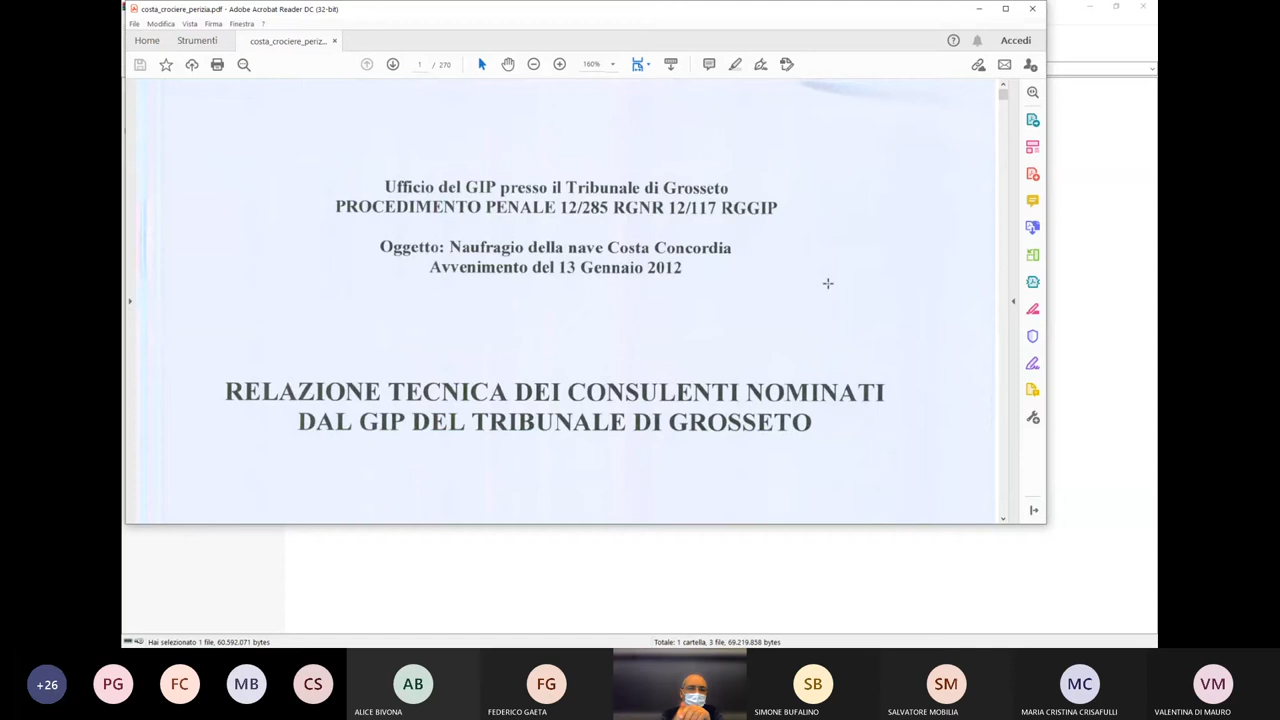 costa_crociere_perizia.pdf - Adobe Acrobat Reader DC (32-bit)
File Modifica Vista Firma Finestra ?
Home Strumenti costa_crociere_periz... × Accedi
1 / 270 160%
Ufficio del GIP presso il Tribunale di Grosseto
PROCEDIMENTO PENALE 12/285 RGNR 12/117 RGGIP
Oggetto: Naufragio della nave Costa Concordia
Avvenimento del 13 Gennaio 2012
RELAZIONE TECNICA DEI CONSULENTI NOMINATI
DAL GIP DEL TRIBUNALE DI GROSSETO
Hai selezionato 1 file, 60.592.071 bytes Totale: 1 cartella, 3 file, 69.219.858 bytes
+26 PG FC MB CS AB FG SB SM MC VM
ALICE BIVONA FEDERICO GAETA SIMONE BUFALINO SALVATORE MOBILIA MARIA CRISTINA CRISAFULLI VALENTINA DI MAURO